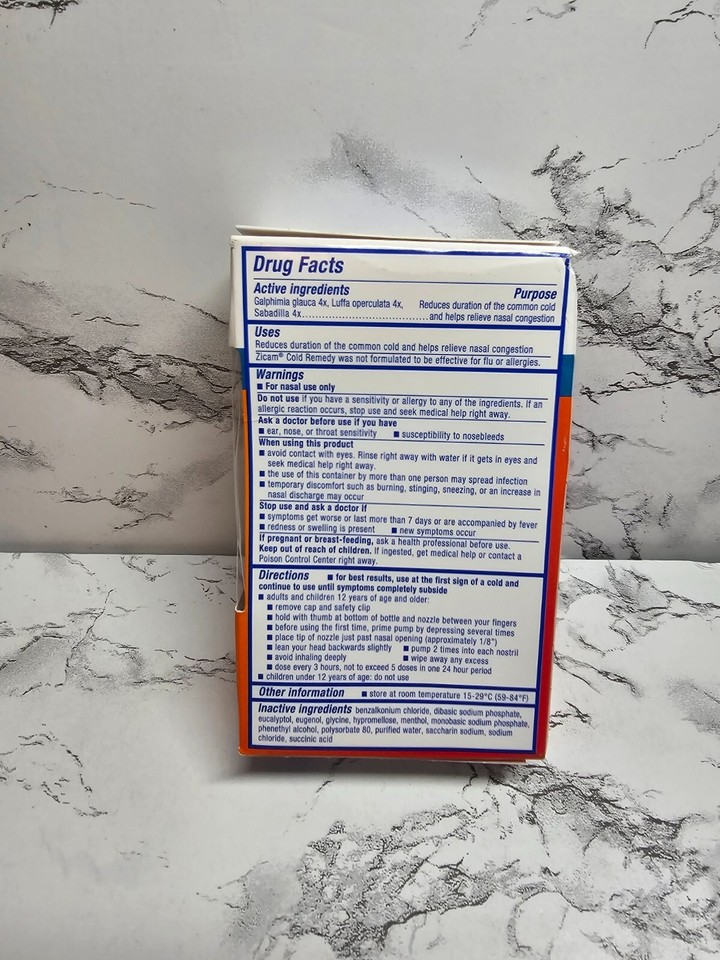 Drug Facts
Active ingredients Purpose
Galphimia glauca 4x, Luffa operculata 4x, Reduces duration of the common cold
Sabadilla 4x..............................and helps relieve nasal congestion
Uses
Reduces duration of the common cold and helps relieve nasal congestion
Zicam® Cold Remedy was not formulated to be effective for flu or allergies.
Warnings
■ For nasal use only
Do not use if you have a sensitivity or allergy to any of the ingredients. If an
allergic reaction occurs, stop use and seek medical help right away.
Ask a doctor before use if you have
■ ear, nose, or throat sensitivity ■ susceptibility to nosebleeds
When using this product
■ avoid contact with eyes. Rinse right away with water if it gets in eyes and
seek medical help right away.
■ the use of this container by more than one person may spread infection
■ temporary discomfort such as burning, stinging, sneezing, or an increase in
nasal discharge may occur
Stop use and ask a doctor if
■ symptoms get worse or last more than 7 days or are accompanied by fever
■ redness or swelling is present ■ new symptoms occur
If pregnant or breast-feeding, ask a health professional before use.
Keep out of reach of children. If ingested, get medical help or contact a
Poison Control Center right away.
Directions ■ for best results, use at the first sign of a cold and
continue to use until symptoms completely subside
■ adults and children 12 years of age and older:
■ remove cap and safety clip
■ hold with thumb at bottom of bottle and nozzle between your fingers
■ before using the first time, prime pump by depressing several times
■ place tip of nozzle just past nasal opening (approximately 1/8")
■ lean your head backwards slightly ■ pump 2 times into each nostril
■ avoid inhaling deeply ■ wipe away any excess
■ dose every 3 hours, not to exceed 5 doses in one 24 hour period
■ children under 12 years of age: do not use
Other information ■ store at room temperature 15-29°C (59-84°F)
Inactive ingredients benzalkonium chloride, dibasic sodium phosphate,
eucalyptol, eugenol, glycine, hypromellose, menthol, monobasic sodium phosphate,
phenethyl alcohol, polysorbate 80, purified water, saccharin sodium, sodium
chloride, succinic acid